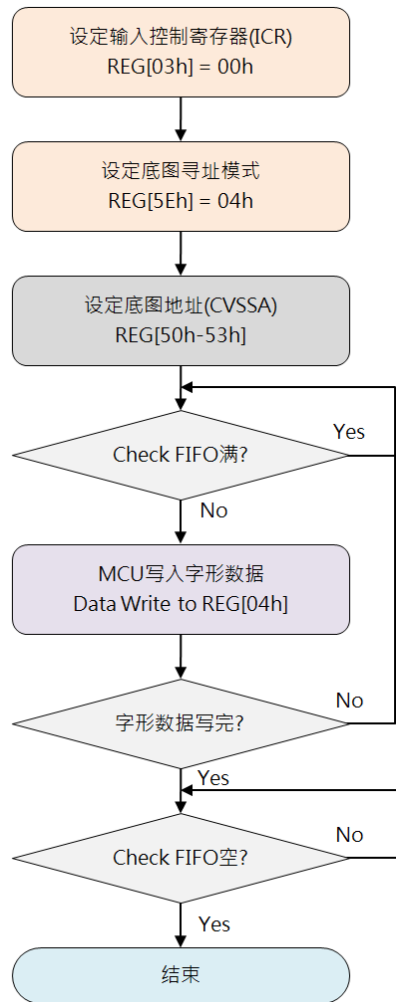 设定输入控制寄存器(ICR)
REG[03h] = 00h
设定底图寻址模式
REG[5Eh] = 04h
设定底图地址(CVSSA)
REG[50h-53h]
Check FIFO满?
Yes
No
MCU写入字形数据
Data Write to REG[04h]
字形数据写完?
No
Yes
Check FIFO空?
No
Yes
结束